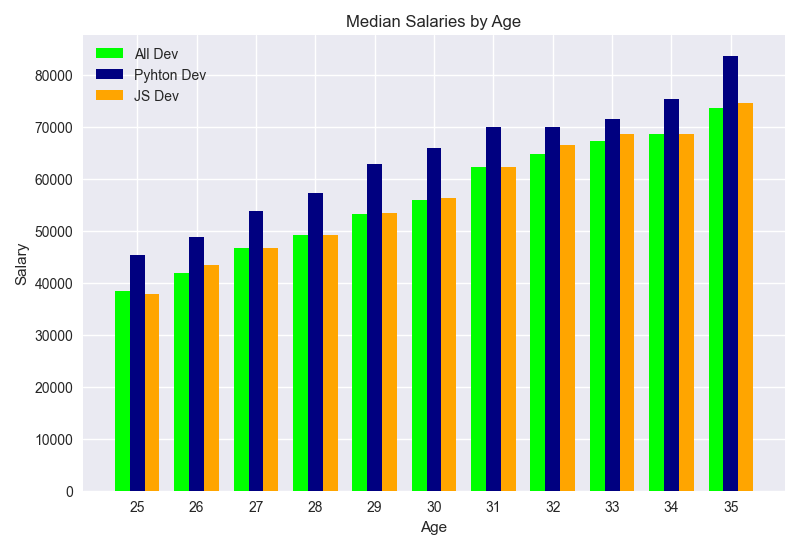 Median Salaries by Age
All Dev
Pyhton Dev
JS Dev
80000
70000
60000
50000
40000
30000
20000
10000
0
Salary
25 26 27 28 29 30 31 32 33 34 35
Age